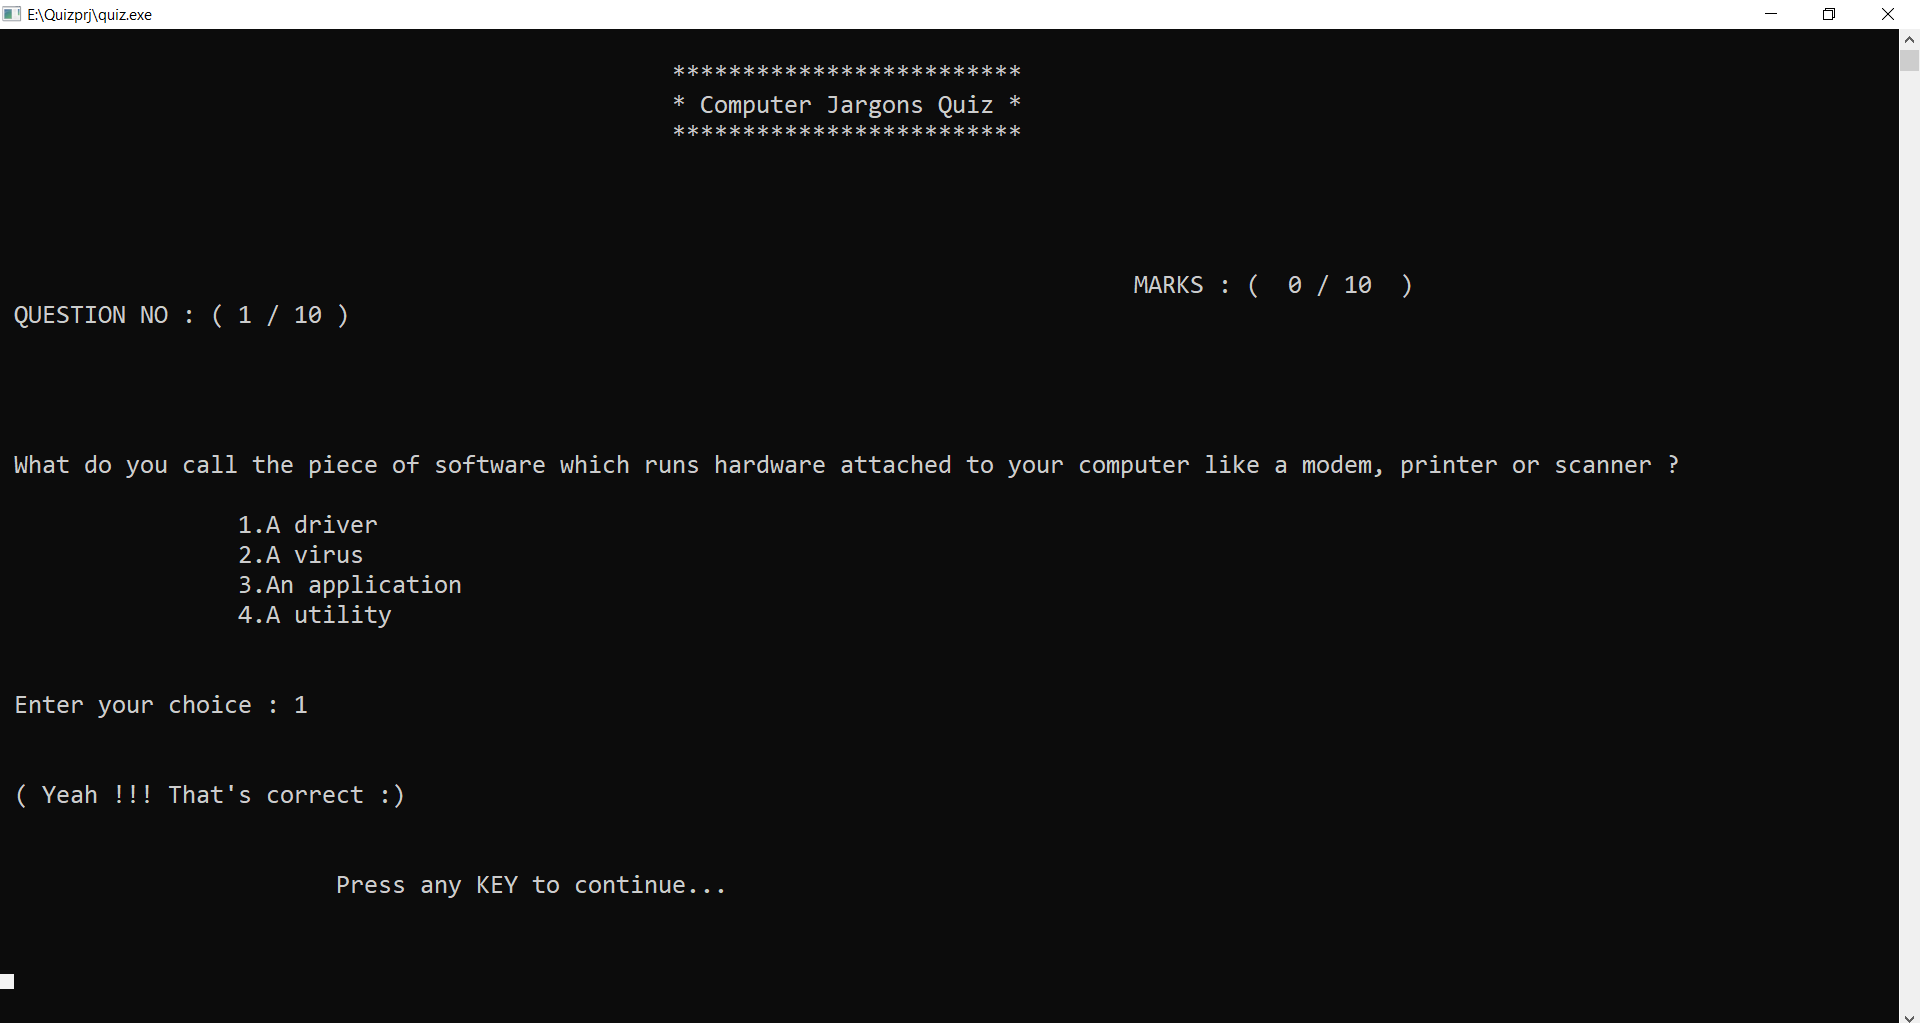 E:\Quizprj\quiz.exe
*************************
* Computer Jargons Quiz *
*************************
MARKS : (  0 / 10  )
QUESTION NO : ( 1 / 10 )
What do you call the piece of software which runs hardware attached to your computer like a modem, printer or scanner ?
1.A driver
2.A virus
3.An application
4.A utility
Enter your choice : 1
( Yeah !!! That's correct :)
Press any KEY to continue...